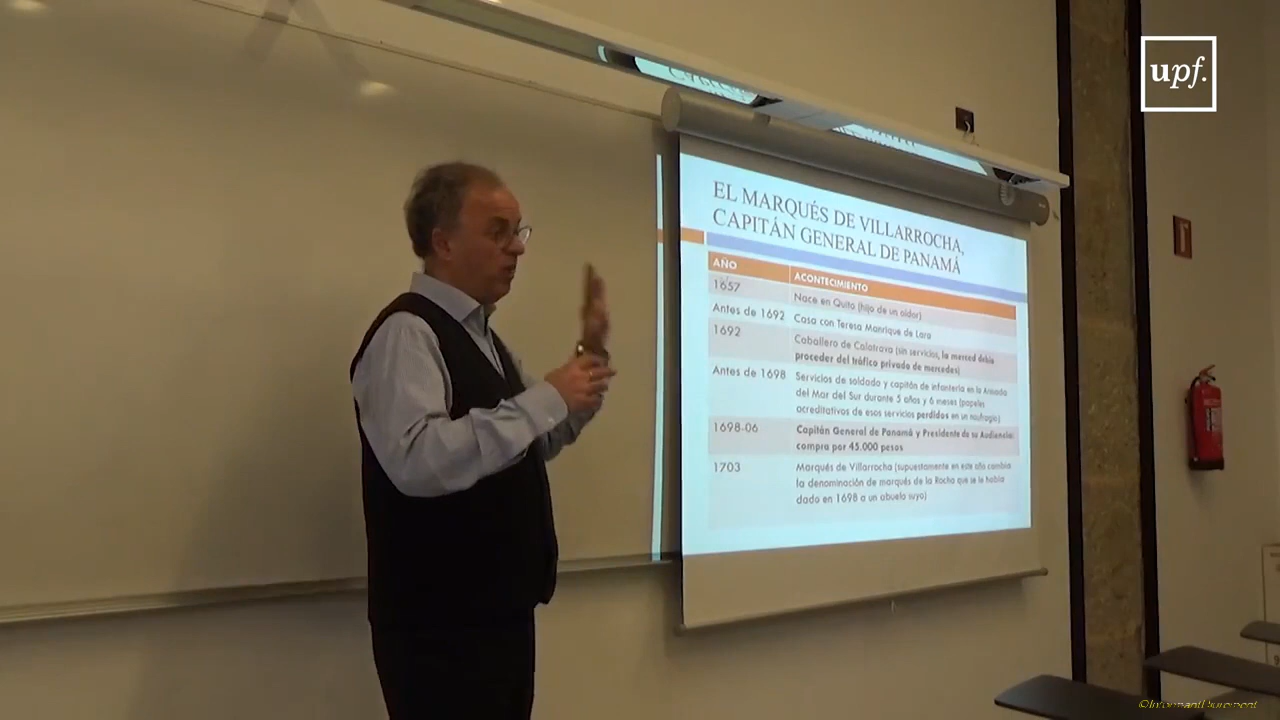 upf.
EL MARQUÉS DE VILLARROCHA,
CAPITÁN GENERAL DE PANAMÁ
AÑO
ACONTECIMIENTO
1657
Nace en Quito (hijo de un oidor)
Antes de 1692
Casa con Teresa Manrique de Lara
1692
Caballero de Calatrava (sin servicios, la merced debió
proceder del tráfico privado de mercedes)
Antes de 1698
Servicios de soldado y capitán de infantería en la Armada
del Mar del Sur durante 5 años y 6 meses (papeles
acreditativos de esos servicios perdidos en un naufragio)
1698-06
Capitán General de Panamá y Presidente de su Audiencia:
compra por 45.000 pesos
1703
Marqués de Villarrocha (supuestamente en este año cambia
la denominación de marqués de la Rocha que se le había
dado en 1698 a un abuelo suyo)